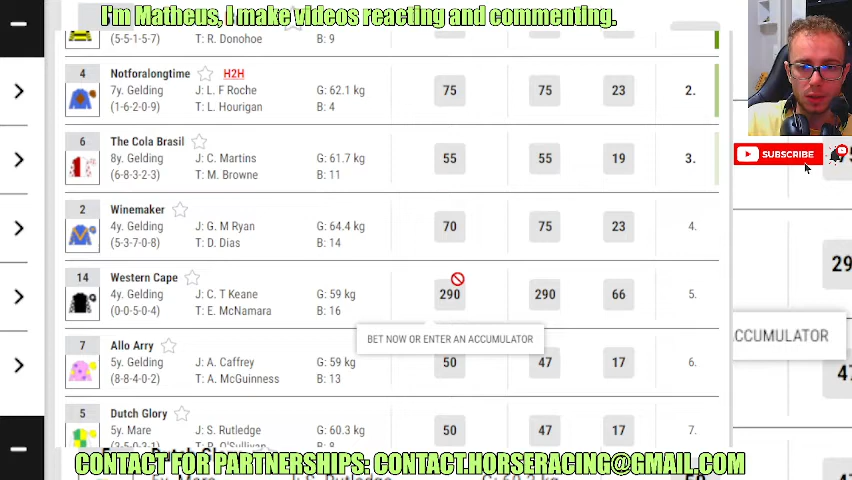 I'm Matheus, I make videos reacting and commenting.
(5-5-1-5-7) T: R. Donohoe B: 9
4 Notforalongtime H2H
7y. Gelding J: L. F Roche G: 62.1 kg 75 75 23 2.
(1-6-2-0-9) T: L. Hourigan B: 4
6 The Cola Brasil
8y. Gelding J: C. Martins G: 61.7 kg 55 55 19 3.
(6-8-3-2-3) T: M. Browne B: 11
SUBSCRIBE
2 Winemaker
4y. Gelding J: G. M Ryan G: 64.4 kg 70 75 23 4.
(5-3-7-0-8) T: D. Dias B: 14
14 Western Cape
4y. Gelding J: C. T Keane G: 59 kg 290 290 66 5.
(0-0-5-0-4) T: E. McNamara B: 16
29
BET NOW OR ENTER AN ACCUMULATOR
ACCUMULATOR
7 Allo Arry
5y. Gelding J: A. Caffrey G: 59 kg 50 47 17 6.
(8-8-4-0-2) T: A. McGuinness B: 13
47
5 Dutch Glory
5y. Mare J: S. Rutledge G: 60.3 kg 50 47 17 7.
CONTACT FOR PARTNERSHIPS: CONTACT.HORSERACING@GMAIL.COM